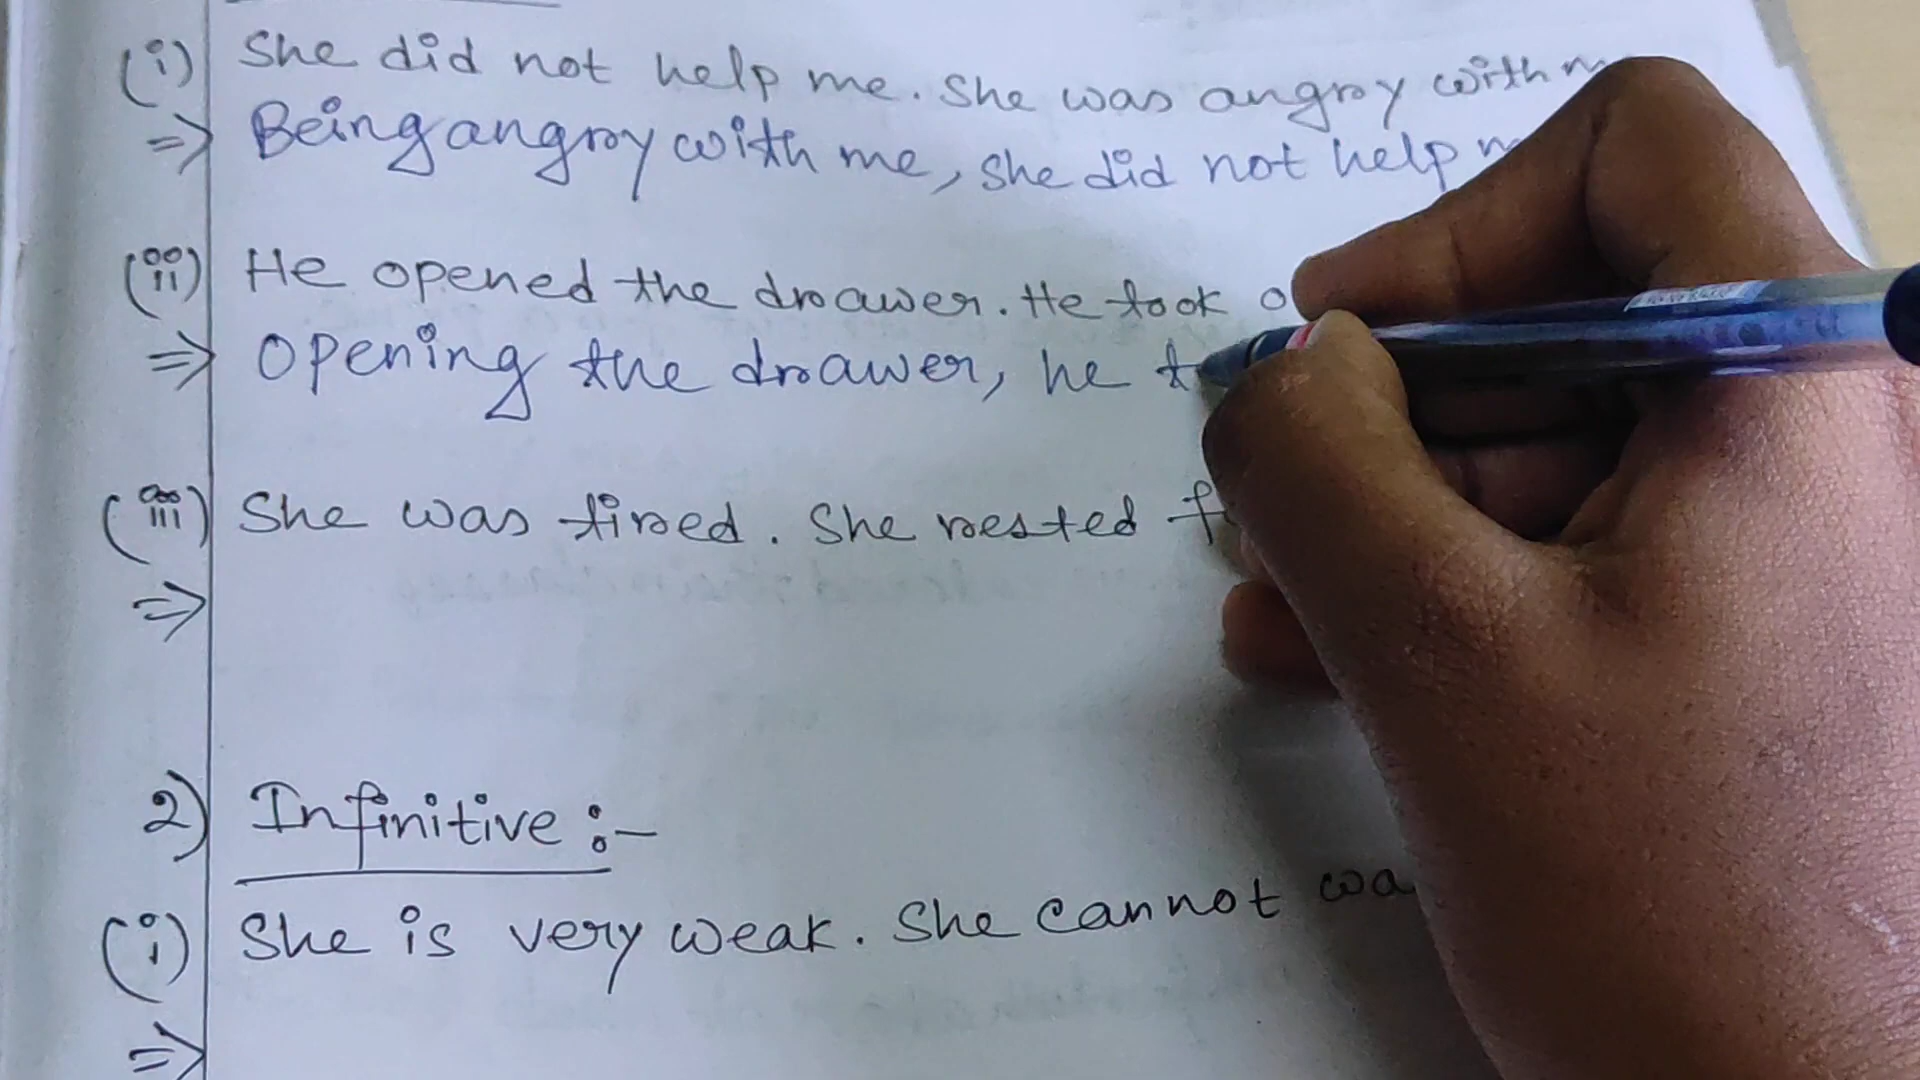 (i) She did not help me. She was angry with
⇒ Being angry with me, she did not help
(ii) He opened the drawer. He took
⇒ Opening the drawer, he
(iii) She was tired. She rested
⇒
2) Infinitive :-
(i) She is very weak. She cannot
⇒